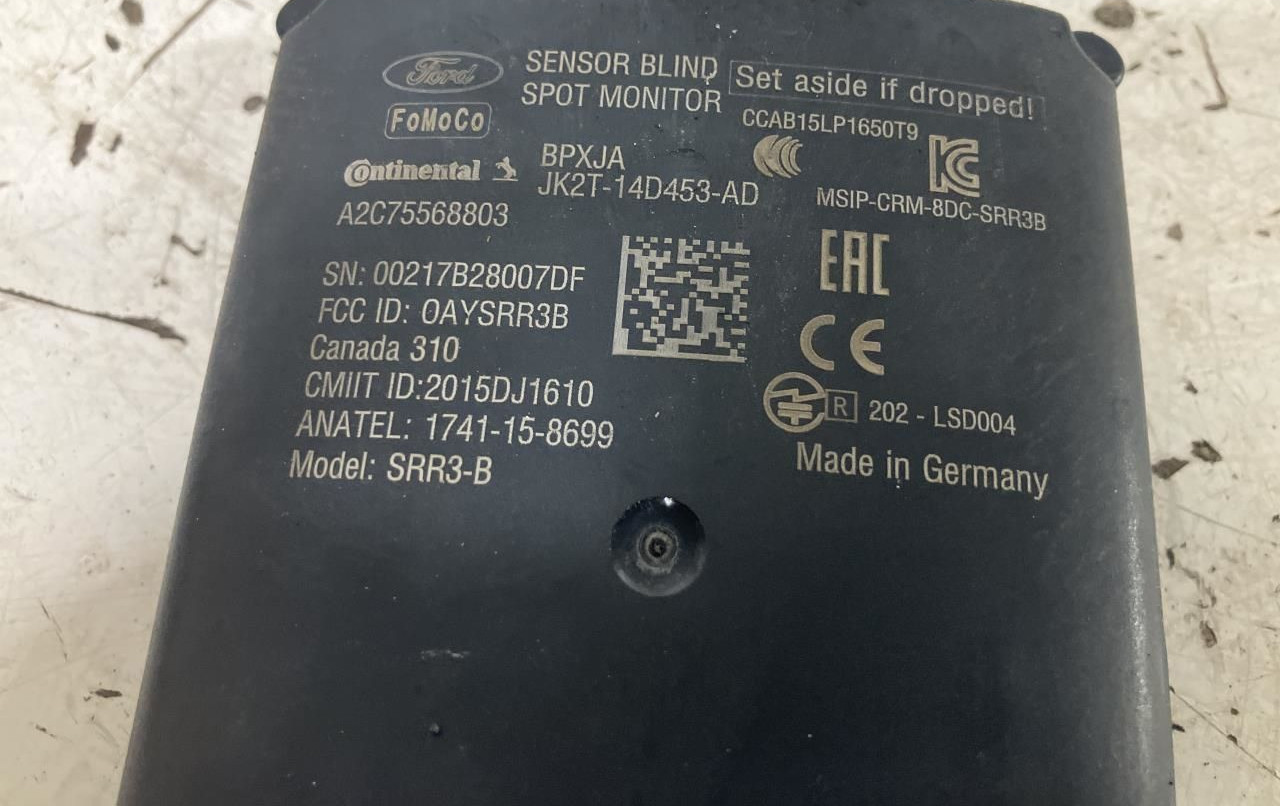 Ford
SENSOR BLIND
SPOT MONITOR
Set aside if dropped!
FoMoCo
CCAB15LP1650T9
Continental
BPXJA
JK2T-14D453-AD
MSIP-CRM-8DC-SRR3B
A2C75568803
EAC
SN: 00217B28007DF
FCC ID: OAYSRR3B
Canada 310
CE
CMIIT ID:2015DJ1610
R 202 - LSD004
ANATEL: 1741-15-8699
Made in Germany
Model: SRR3-B